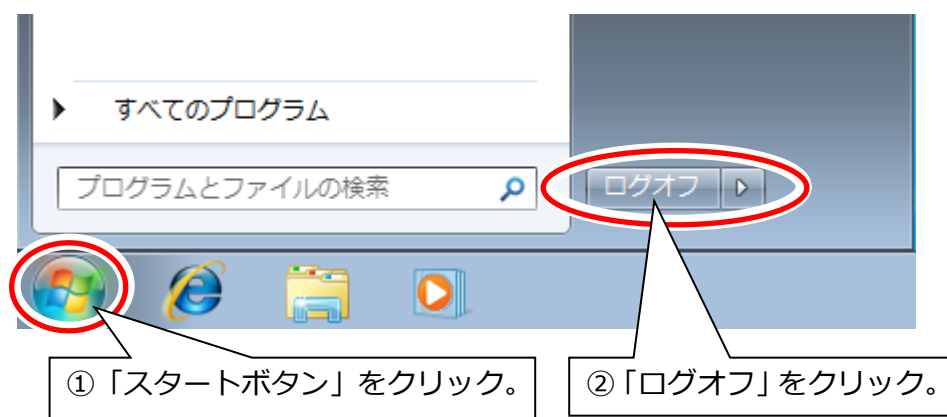 すべてのプログラム
プログラムとファイルの検索
ログオフ
①「スタートボタン」をクリック。
②「ログオフ」をクリック。